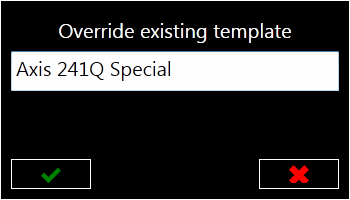 Override existing template
Axis 241Q Special